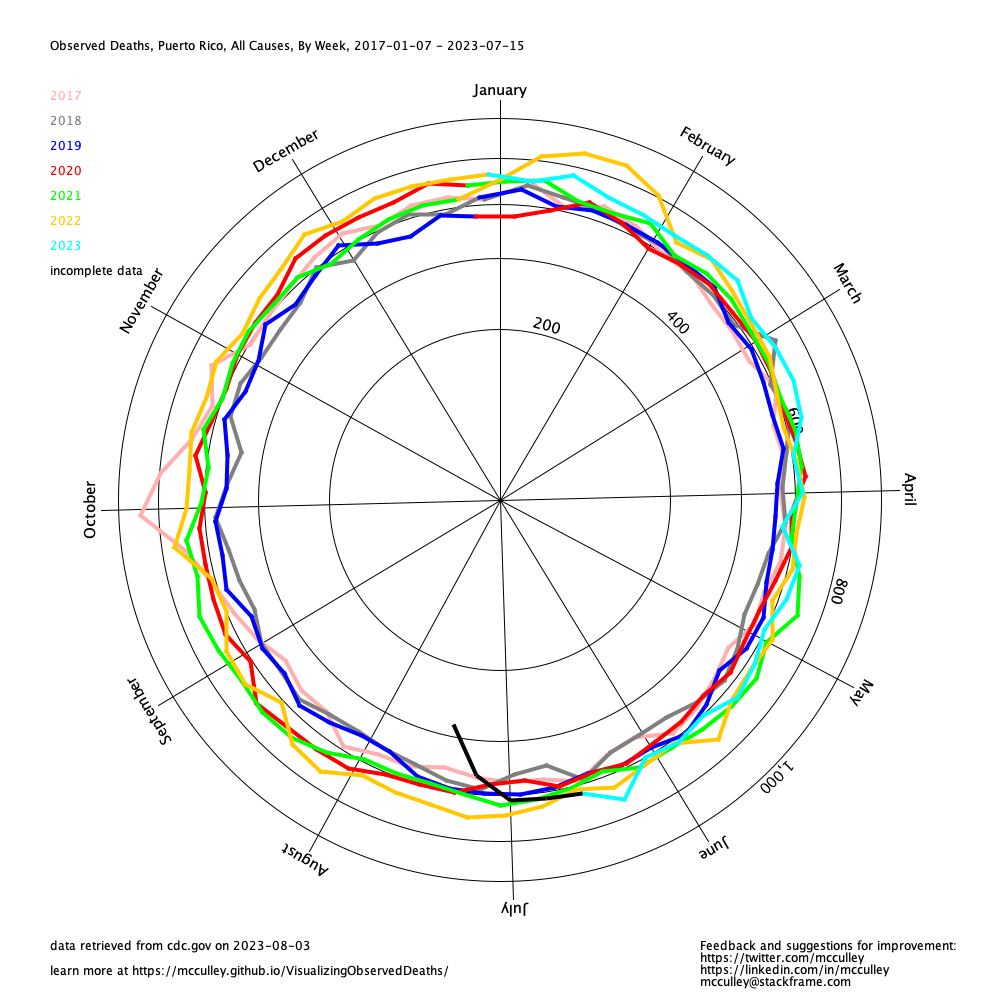 Observed Deaths, Puerto Rico, All Causes, By Week, 2017-01-07 - 2023-07-15
2017
2018
2019
2020
2021
2022
2023
incomplete data
January
February
March
April
May
June
July
August
September
October
November
December
200
400
600
800
1,000
data retrieved from cdc.gov on 2023-08-03
learn more at https://mcculley.github.io/VisualizingObservedDeaths/
Feedback and suggestions for improvement:
https://twitter.com/mcculley
https://linkedin.com/in/mcculley
mcculley@stackframe.com